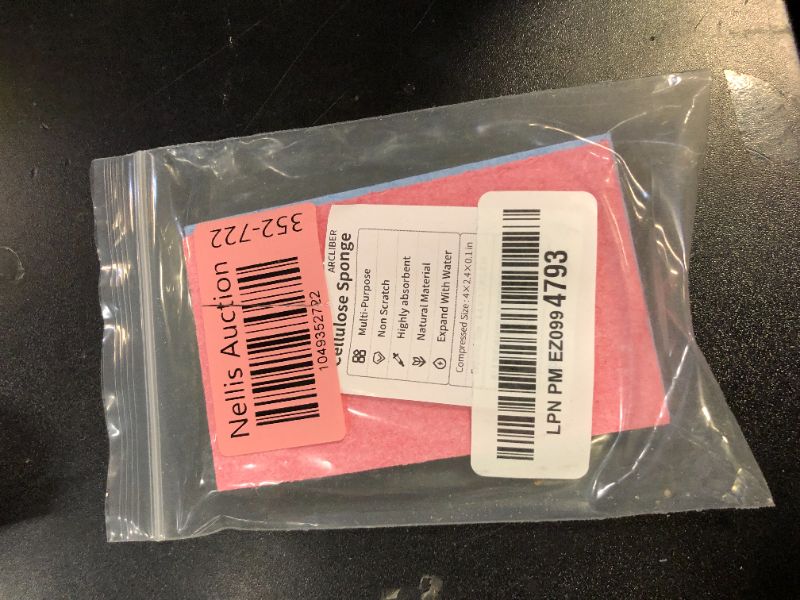 352-722
Nellis Auction
1049352722
ARCLIBER
Cellulose Sponge
Multi-Purpose
Non Scratch
Highly absorbent
Natural Material
Expand With Water
Compressed Size : 4×2.4×0.1 in
LPN PM EZ0994793